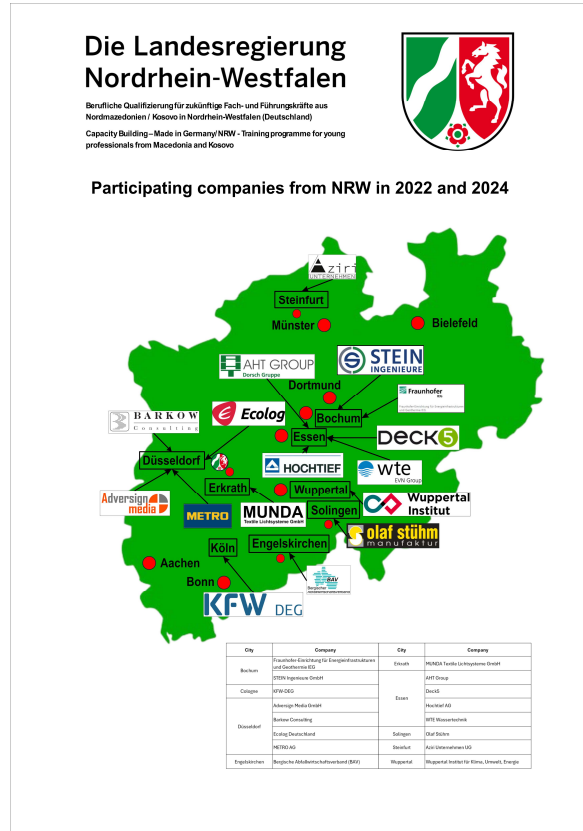 Die Landesregierung
Nordrhein-Westfalen
Berufliche Qualifizierung für zukünftige Fach- und Führungskräfte aus
Nordmazedonien / Kosovo in Nordrhein-Westfalen (Deutschland)
Capacity Building – Made in Germany/ NRW - Training programme for young
professionals from Macedonia and Kosovo
Participating companies from NRW in 2022 and 2024
Aziri
UNTERNEHMEN
Steinfurt
Münster
Bielefeld
AHT GROUP
Dorsch Gruppe
STEIN
INGENIEURE
Dortmund
Fraunhofer
IEG
BARKOW
Consulting
Ecolog
Bochum
Essen
DECK5
Düsseldorf
HOCHTIEF
wte
EVN Group
Erkrath
Wuppertal
Adversign
media
METRO
MUNDA
Textile Lichtsysteme GmbH
Solingen
Wuppertal
Institut
olaf stühm
manufaktur
Köln
Engelskirchen
Aachen
Bonn
BAV
Bergischer
KFW DEG
City Company City Company
Bochum Fraunhofer-Einrichtung für Energieinfrastrukturen
und Geothermie IEG
Erkrath MUNDA Textile Lichtsysteme GmbH
STEIN Ingenieure GmbH
Essen AHT Group
Cologne KFW-DEG
Deck5
Düsseldorf Adversign Media GmbH
Hochtief AG
Barkow Consulting
WTE Wassertechnik
Ecolog Deutschland
Solingen Olaf Stühm
METRO AG
Steinfurt Aziri Unternehmen UG
Engelskirchen Bergische Abfallwirtschaftsverband (BAV)
Wuppertal Wuppertal Institut für Klima, Umwelt, Energie